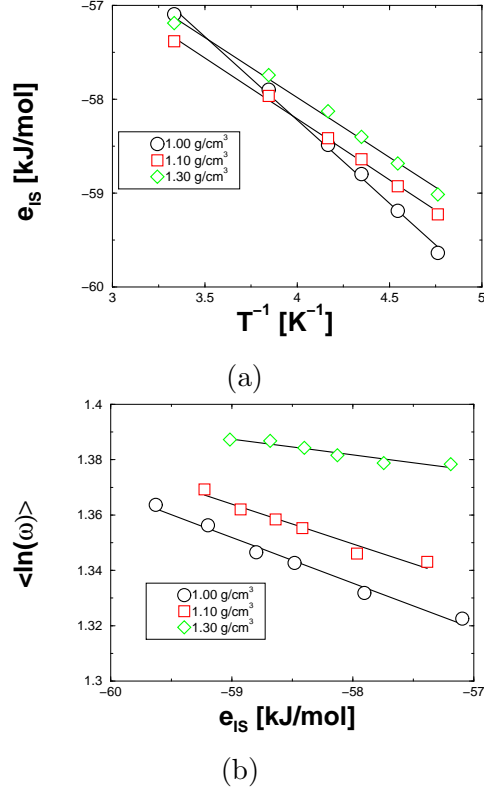 −57
−58
−59
−60
e_IS [kJ/mol]
1.00 g/cm³
1.10 g/cm³
1.30 g/cm³
3 3.5 4 4.5 5
T⁻¹ [K⁻¹]
(a)
1.4
1.38
1.36
1.34
1.32
1.3
<ln(ω)>
1.00 g/cm³
1.10 g/cm³
1.30 g/cm³
−60 −59 −58 −57
e_IS [kJ/mol]
(b)